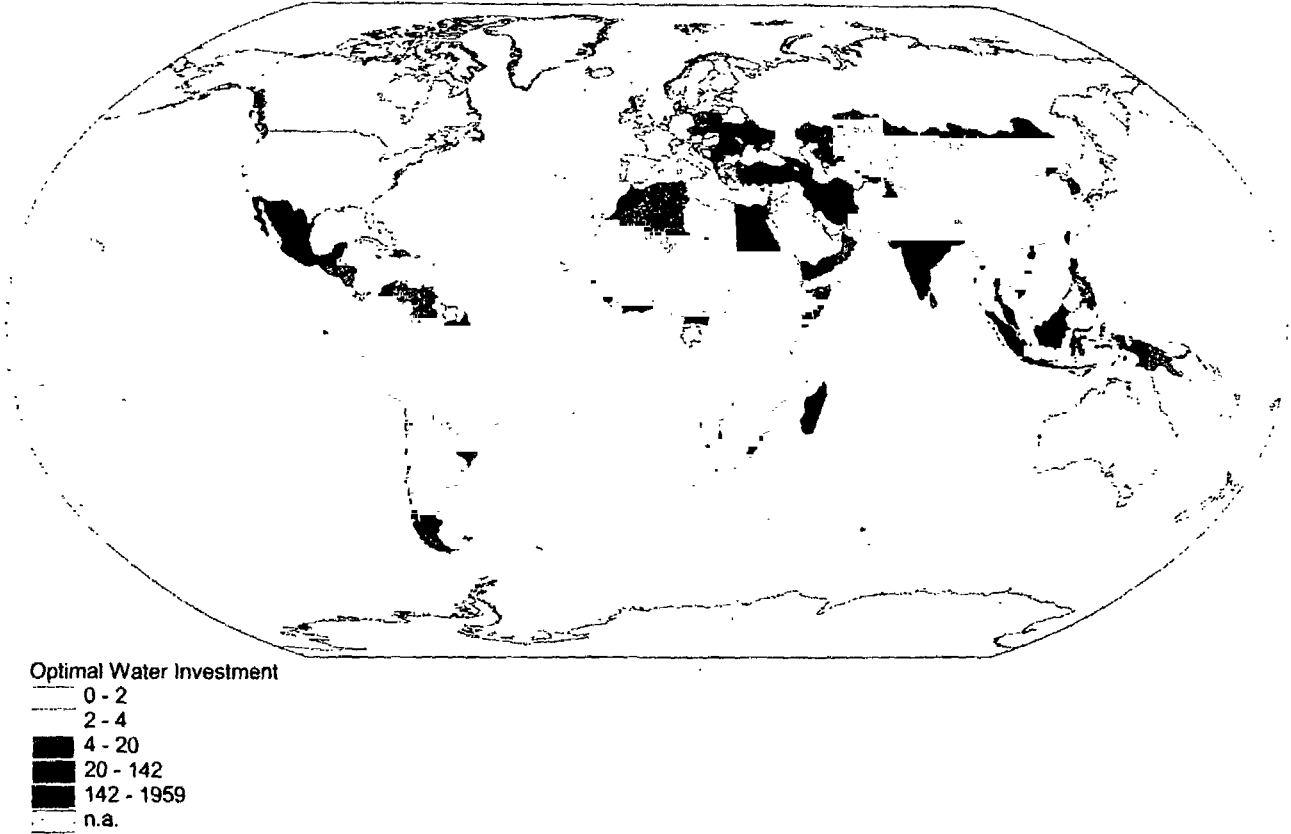 Optimal Water Investment
0 - 2
2 - 4
4 - 20
20 - 142
142 - 1959
n.a.